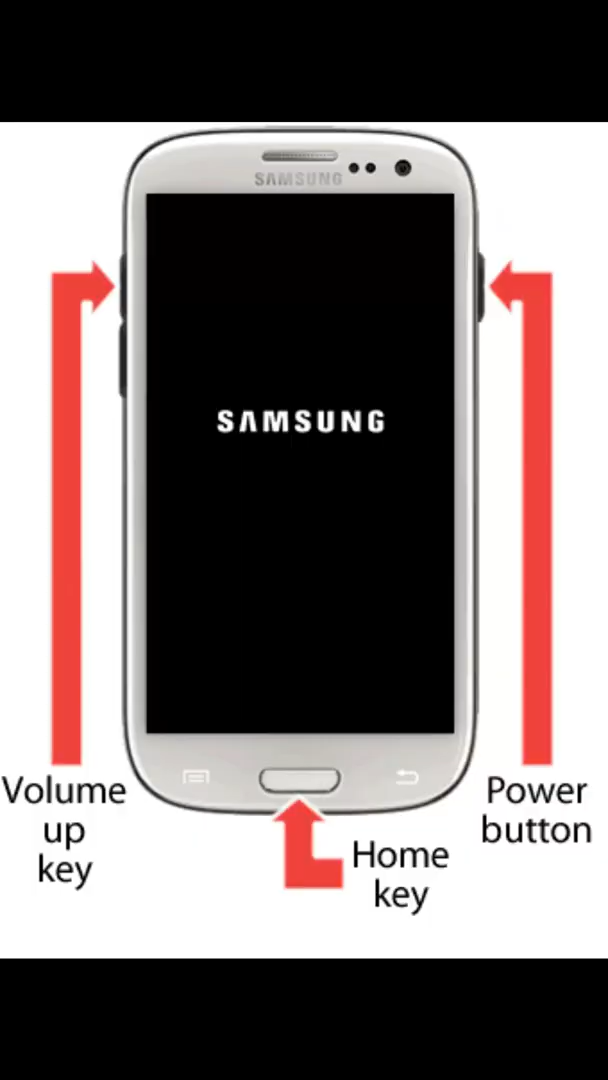 SAMSUNG
SAMSUNG
Volume
up
key
Power
button
Home
key